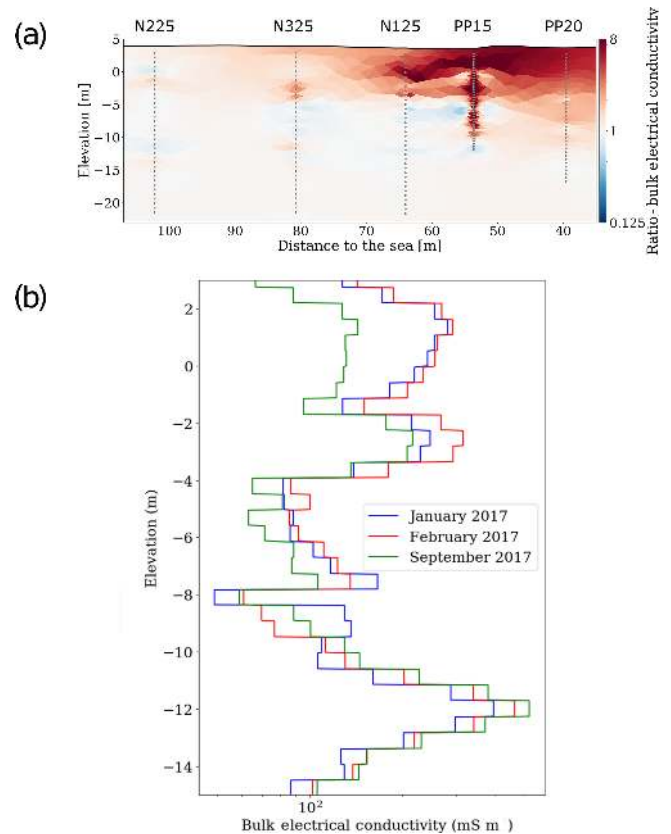 (a)
N225 N325 N125 PP15 PP20
5
0
−5
−10
−15
−20
Elevation [m]
100 90 80 70 60 50 40
Distance to the sea [m]
8
1
0.125
Ratio - bulk electrical conductivity
(b)
2
0
−2
−4
−6
−8
−10
−12
−14
Elevation (m)
January 2017
February 2017
September 2017
10²
Bulk electrical conductivity (mS m )